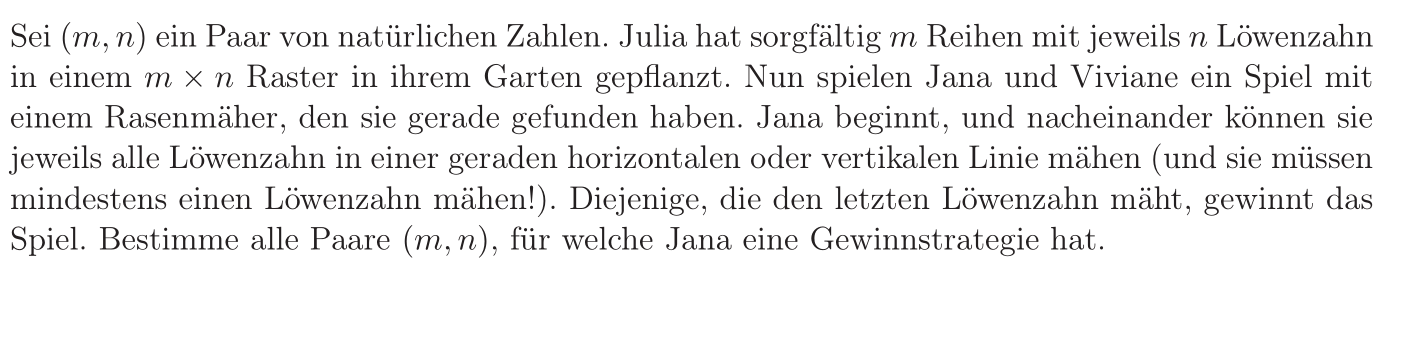 Sei (m, n) ein Paar von natürlichen Zahlen. Julia hat sorgfältig m Reihen mit jeweils n Löwenzahn
in einem m × n Raster in ihrem Garten gepflanzt. Nun spielen Jana und Viviane ein Spiel mit
einem Rasenmäher, den sie gerade gefunden haben. Jana beginnt, und nacheinander können sie
jeweils alle Löwenzahn in einer geraden horizontalen oder vertikalen Linie mähen (und sie müssen
mindestens einen Löwenzahn mähen!). Diejenige, die den letzten Löwenzahn mäht, gewinnt das
Spiel. Bestimme alle Paare (m, n), für welche Jana eine Gewinnstrategie hat.